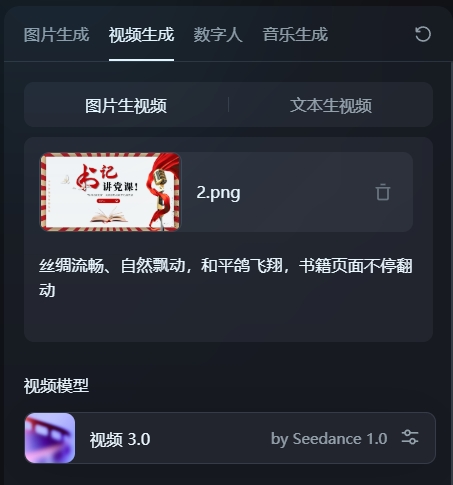 图片生成 视频生成 数字人 音乐生成
图片生视频 文本生视频
书记
讲党课!
2.png
丝绸流畅、自然飘动，和平鸽飞翔，书籍页面不停翻
动
视频模型
视频 3.0 by Seedance 1.0